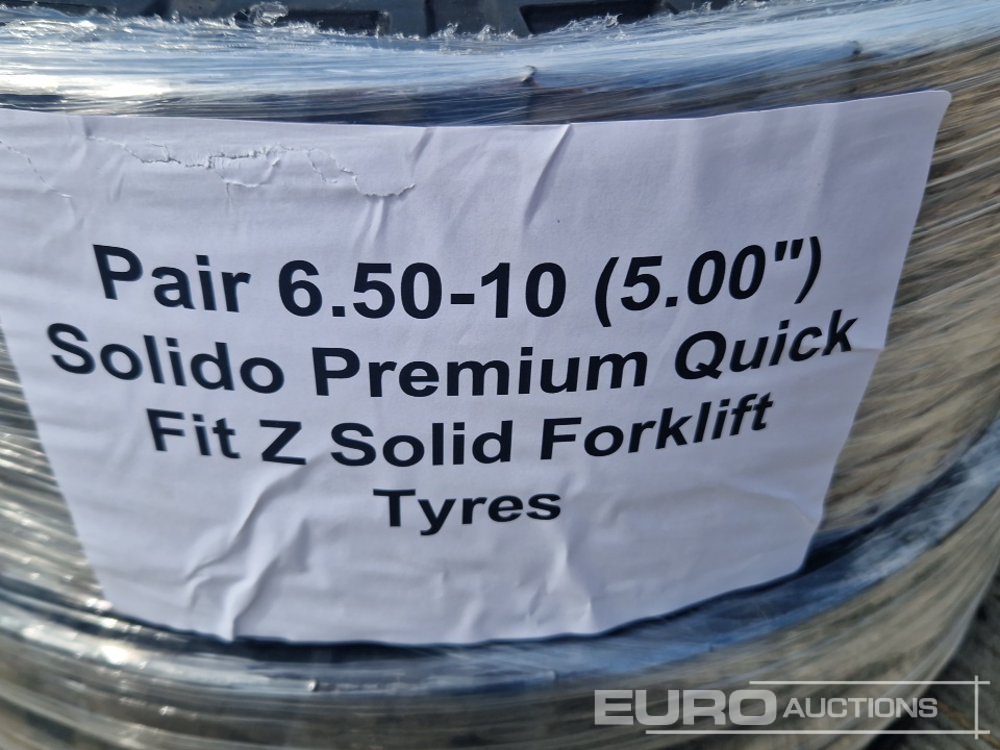 Pair 6.50-10 (5.00")
Solido Premium Quick
Fit Z Solid Forklift
Tyres
EURO AUCTIONS